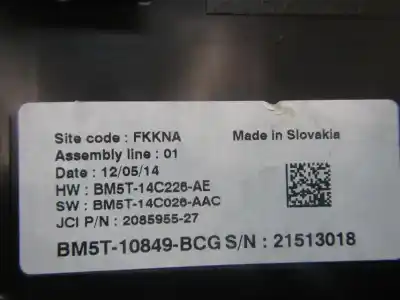 Site code : FKKNA
Made in Slovakia
Assembly line : 01
Date : 12/05/14
HW : BM5T-14C226-AE
SW : BM5T-14C026-AAC
JCI P/N : 2085955-27
BM5T-10849-BCG S/N : 21513018